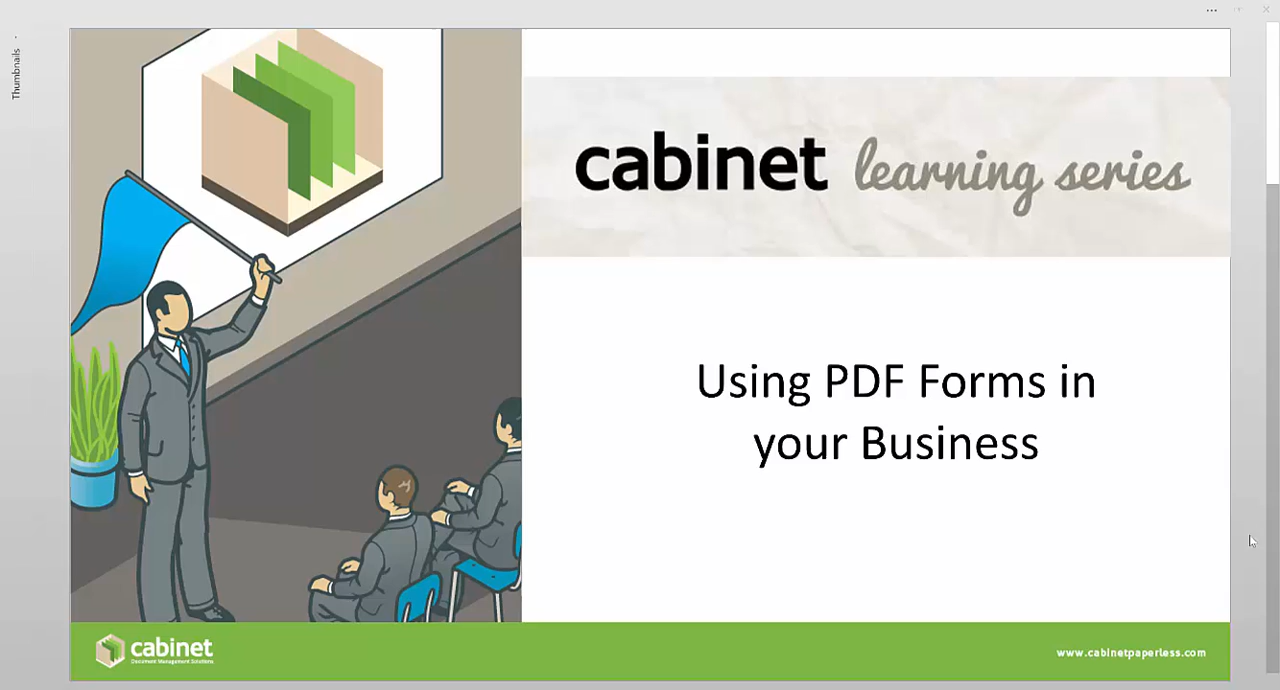 Thumbnails
cabinet learning series
Using PDF Forms in
your Business
cabinet
Document Management Solutions
www.cabinetpaperless.com